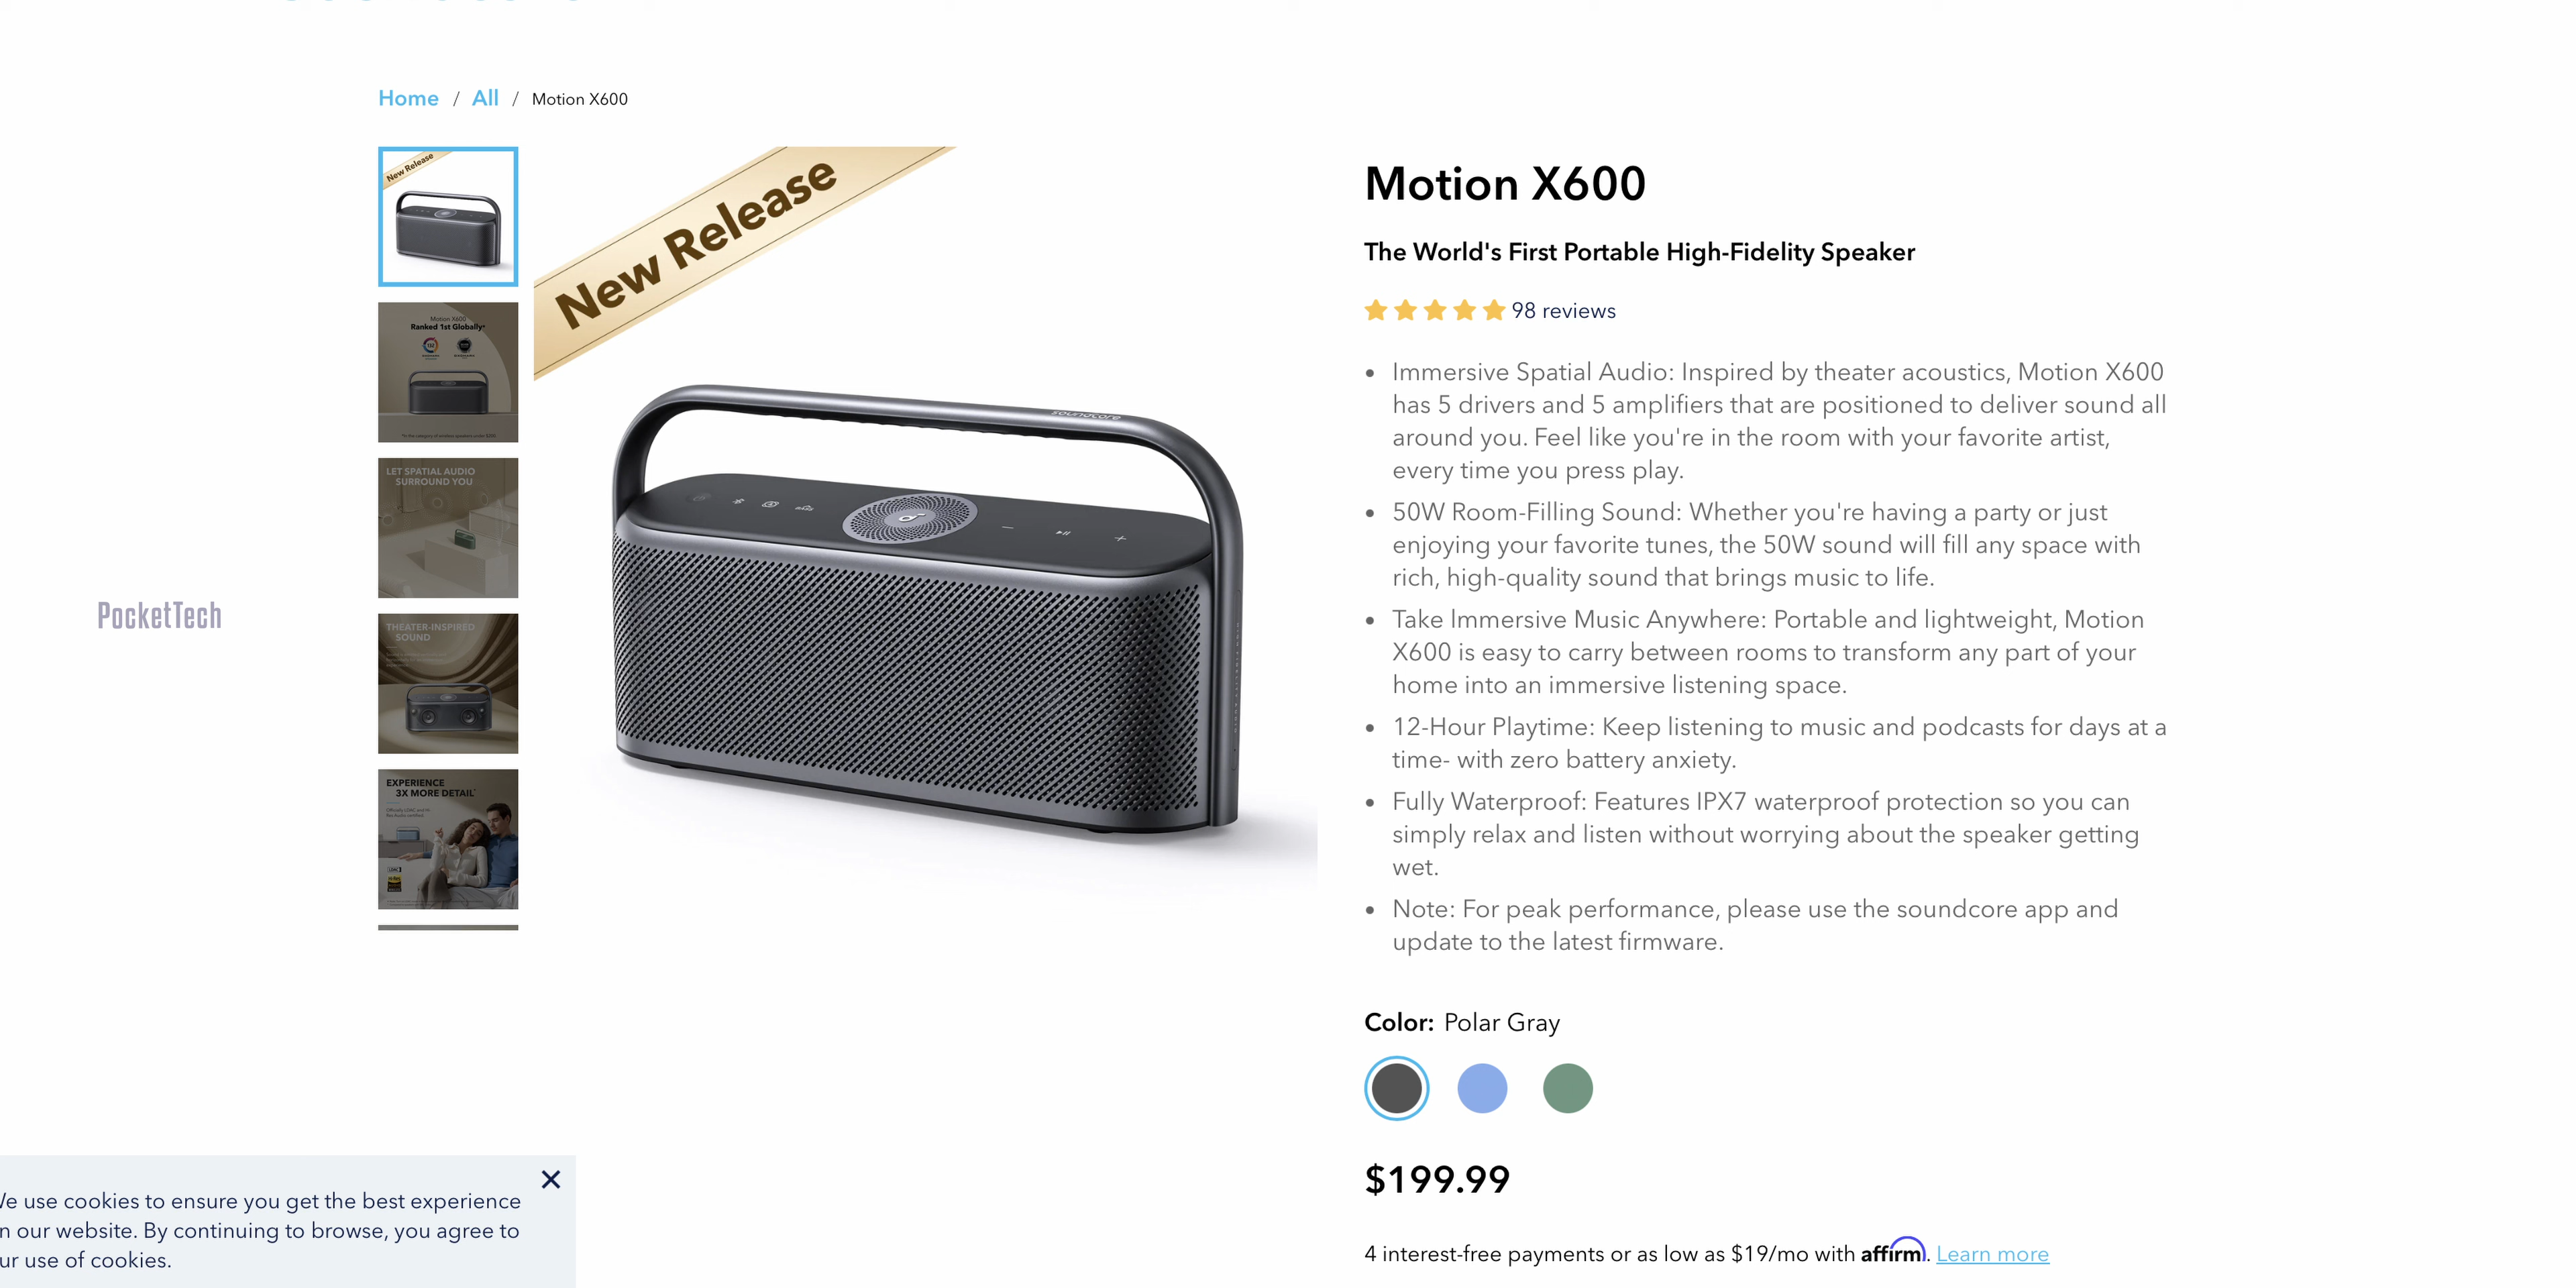 Home / All / Motion X600
New Release
New Release
Motion X600
Ranked 1st Globally*
LET SPATIAL AUDIO
SURROUND YOU
THEATER-INSPIRED
SOUND
EXPERIENCE
3X MORE DETAIL*
soundcore
PocketTech
Motion X600
The World's First Portable High-Fidelity Speaker
98 reviews
• Immersive Spatial Audio: Inspired by theater acoustics, Motion X600
has 5 drivers and 5 amplifiers that are positioned to deliver sound all
around you. Feel like you're in the room with your favorite artist,
every time you press play.
• 50W Room-Filling Sound: Whether you're having a party or just
enjoying your favorite tunes, the 50W sound will fill any space with
rich, high-quality sound that brings music to life.
• Take Immersive Music Anywhere: Portable and lightweight, Motion
X600 is easy to carry between rooms to transform any part of your
home into an immersive listening space.
• 12-Hour Playtime: Keep listening to music and podcasts for days at a
time- with zero battery anxiety.
• Fully Waterproof: Features IPX7 waterproof protection so you can
simply relax and listen without worrying about the speaker getting
wet.
• Note: For peak performance, please use the soundcore app and
update to the latest firmware.
Color: Polar Gray
$199.99
4 interest-free payments or as low as $19/mo with affirm. Learn more
We use cookies to ensure you get the best experience
on our website. By continuing to browse, you agree to
our use of cookies.